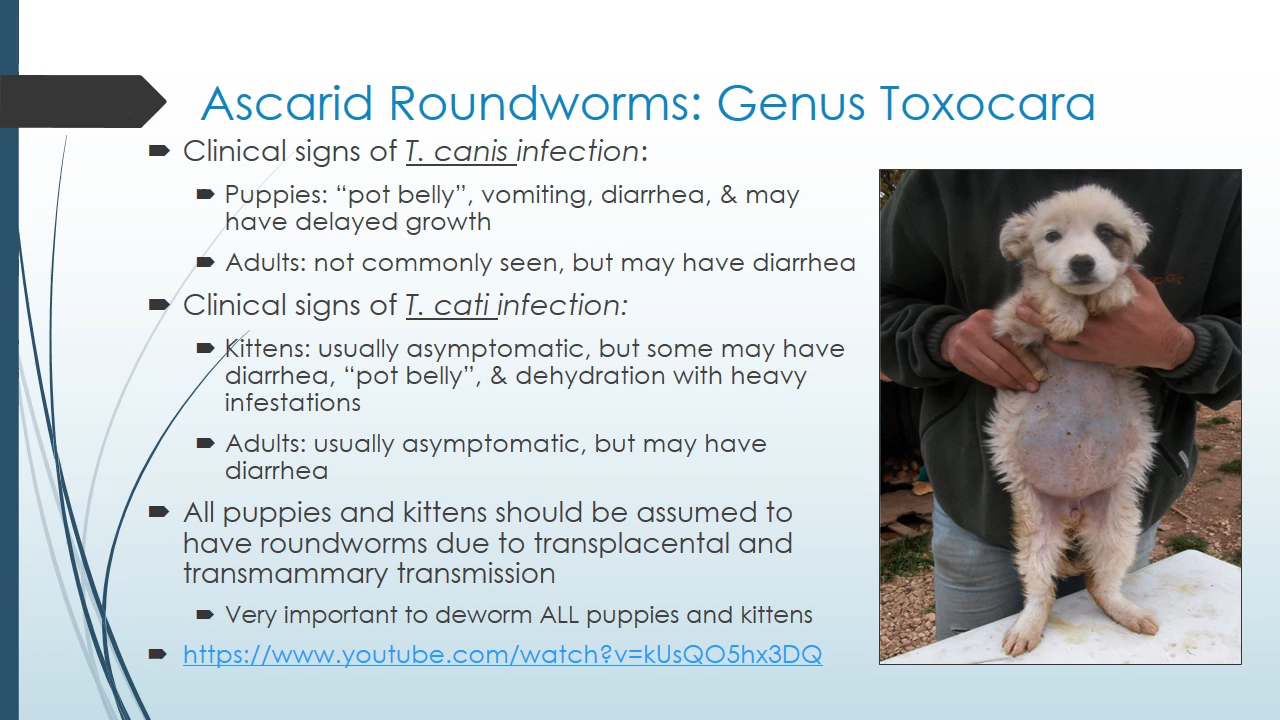 Ascarid Roundworms: Genus Toxocara
Clinical signs of T. canis infection:
Puppies: “pot belly”, vomiting, diarrhea, & may
have delayed growth
Adults: not commonly seen, but may have diarrhea
Clinical signs of T. cati infection:
Kittens: usually asymptomatic, but some may have
diarrhea, “pot belly”, & dehydration with heavy
infestations
Adults: usually asymptomatic, but may have
diarrhea
All puppies and kittens should be assumed to
have roundworms due to transplacental and
transmammary transmission
Very important to deworm ALL puppies and kittens
https://www.youtube.com/watch?v=kUsQO5hx3DQ